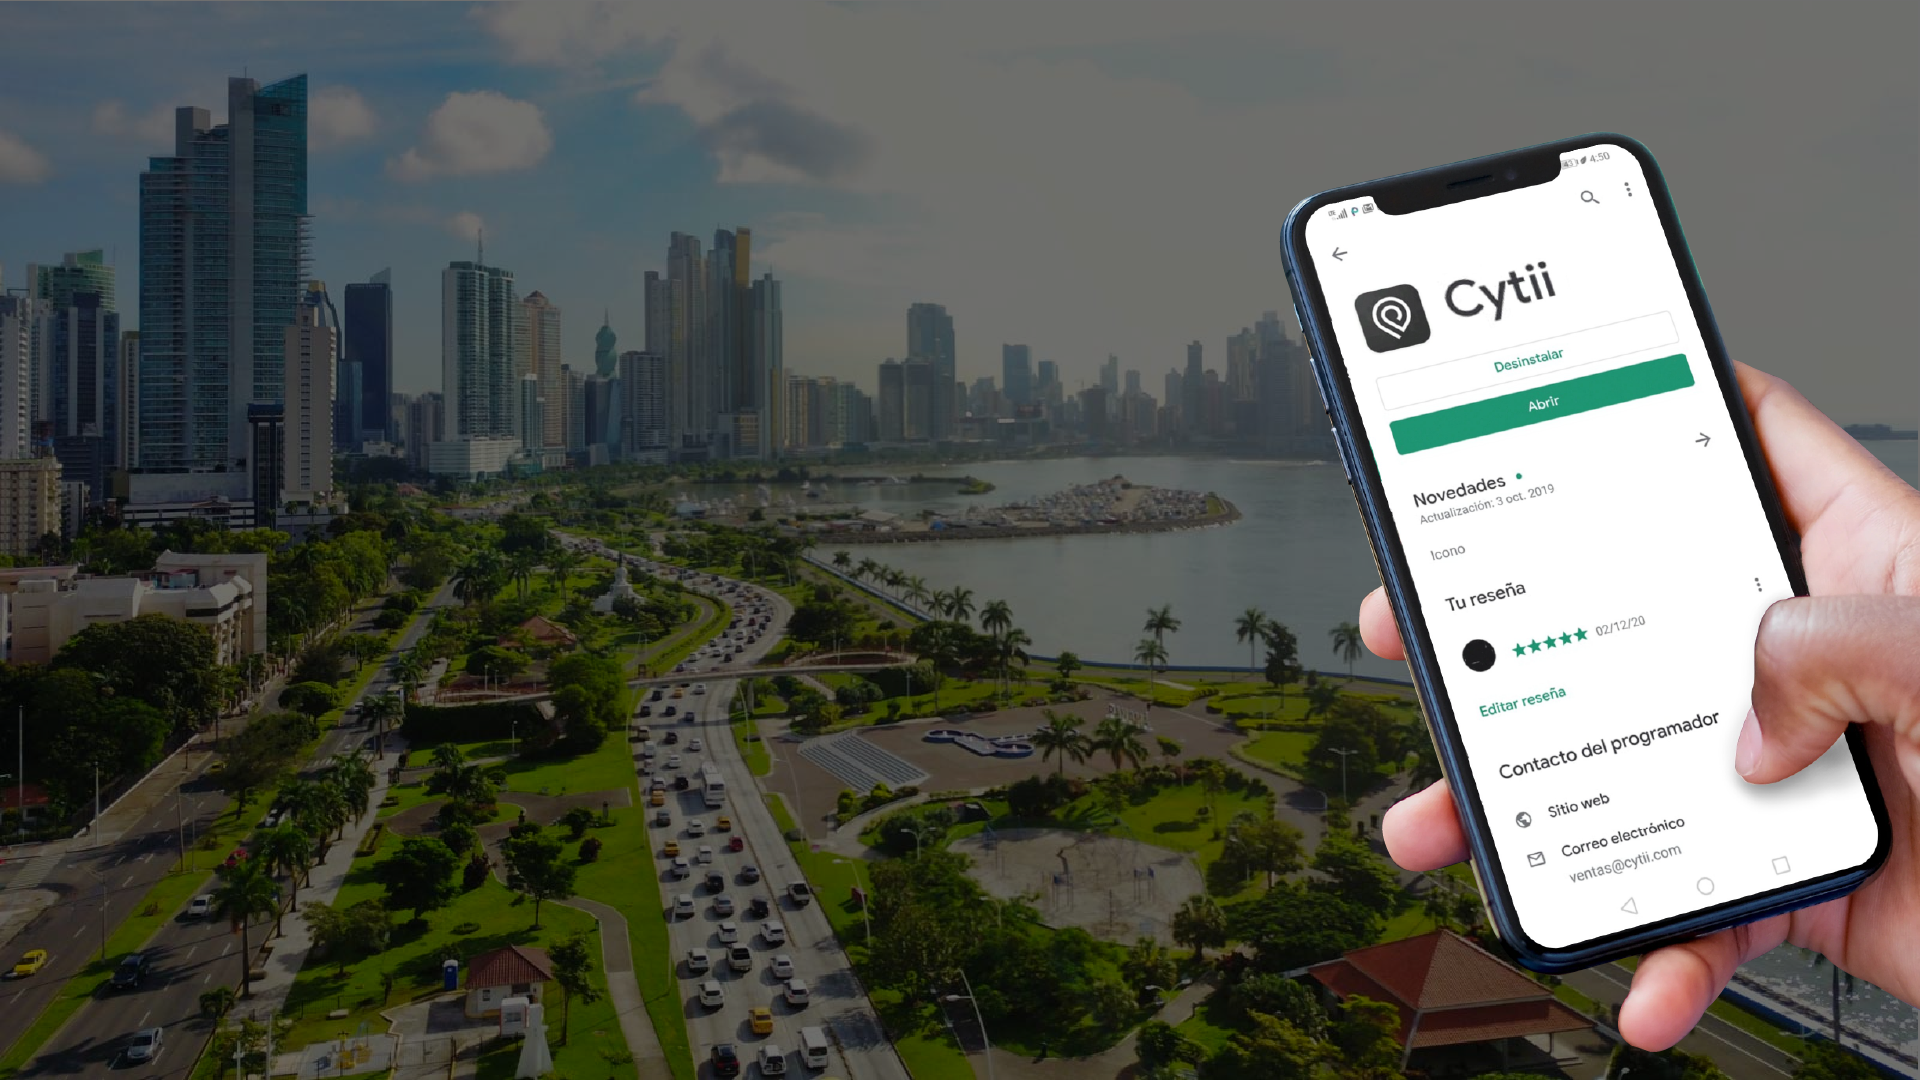 4:50
Cytii
Desinstalar
Abrir
Novedades
Actualización: 3 oct. 2019
Icono
Tu reseña
02/12/20
Editar reseña
Contacto del programador
Sitio web
Correo electrónico
ventas@cytii.com